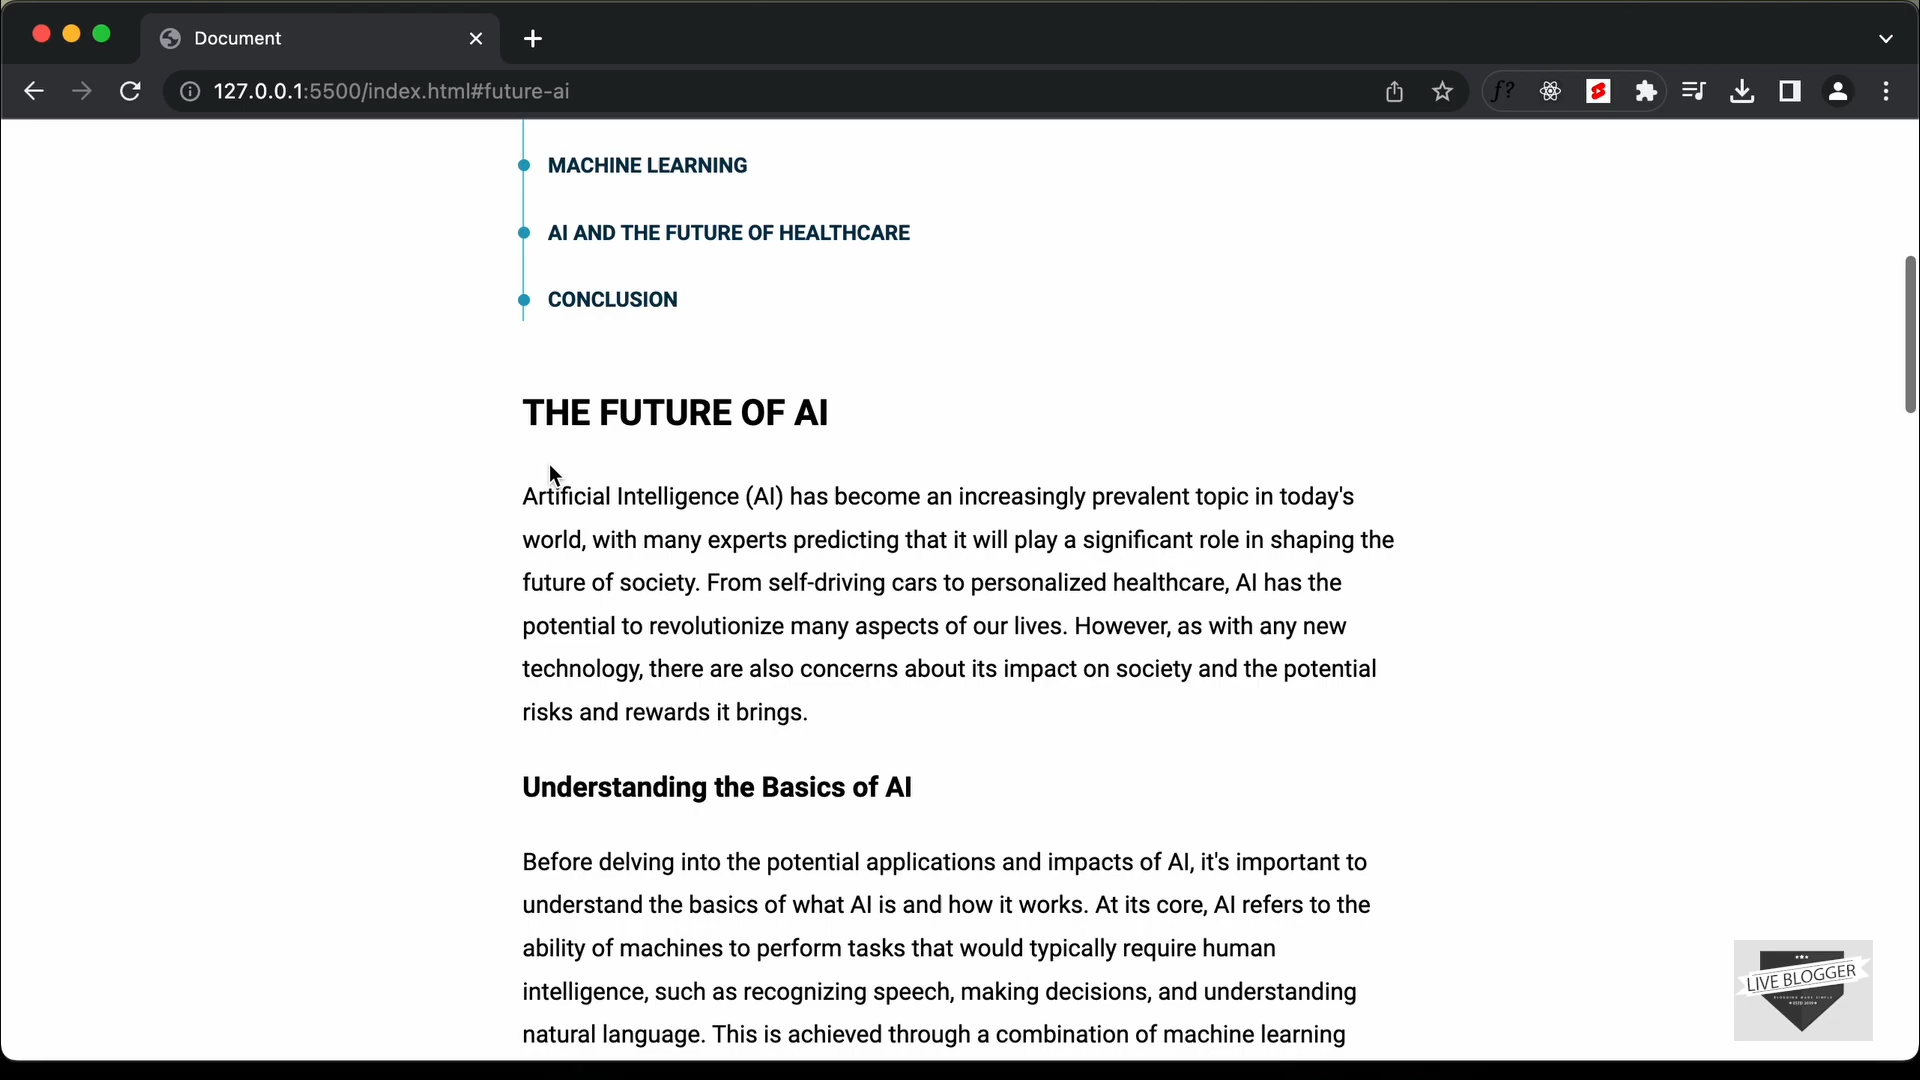 Document
127.0.0.1:5500/index.html#future-ai
f?
MACHINE LEARNING
AI AND THE FUTURE OF HEALTHCARE
CONCLUSION
THE FUTURE OF AI
Artificial Intelligence (AI) has become an increasingly prevalent topic in today's
world, with many experts predicting that it will play a significant role in shaping the
future of society. From self-driving cars to personalized healthcare, AI has the
potential to revolutionize many aspects of our lives. However, as with any new
technology, there are also concerns about its impact on society and the potential
risks and rewards it brings.
Understanding the Basics of AI
Before delving into the potential applications and impacts of AI, it's important to
understand the basics of what AI is and how it works. At its core, AI refers to the
ability of machines to perform tasks that would typically require human
intelligence, such as recognizing speech, making decisions, and understanding
natural language. This is achieved through a combination of machine learning
LIVE BLOGGER